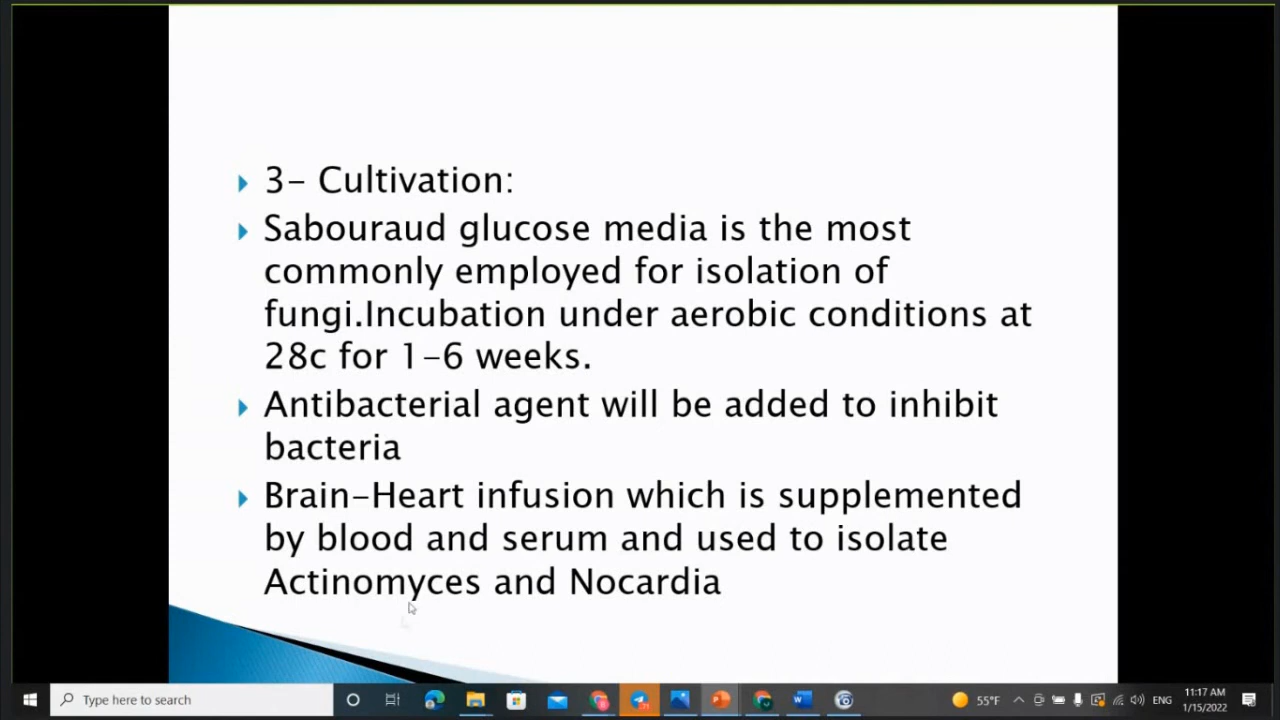 3- Cultivation:
Sabouraud glucose media is the most
commonly employed for isolation of
fungi.Incubation under aerobic conditions at
28c for 1-6 weeks.
Antibacterial agent will be added to inhibit
bacteria
Brain-Heart infusion which is supplemented
by blood and serum and used to isolate
Actinomyces and Nocardia
Type here to search
55°F
ENG
11:17 AM
1/15/2022